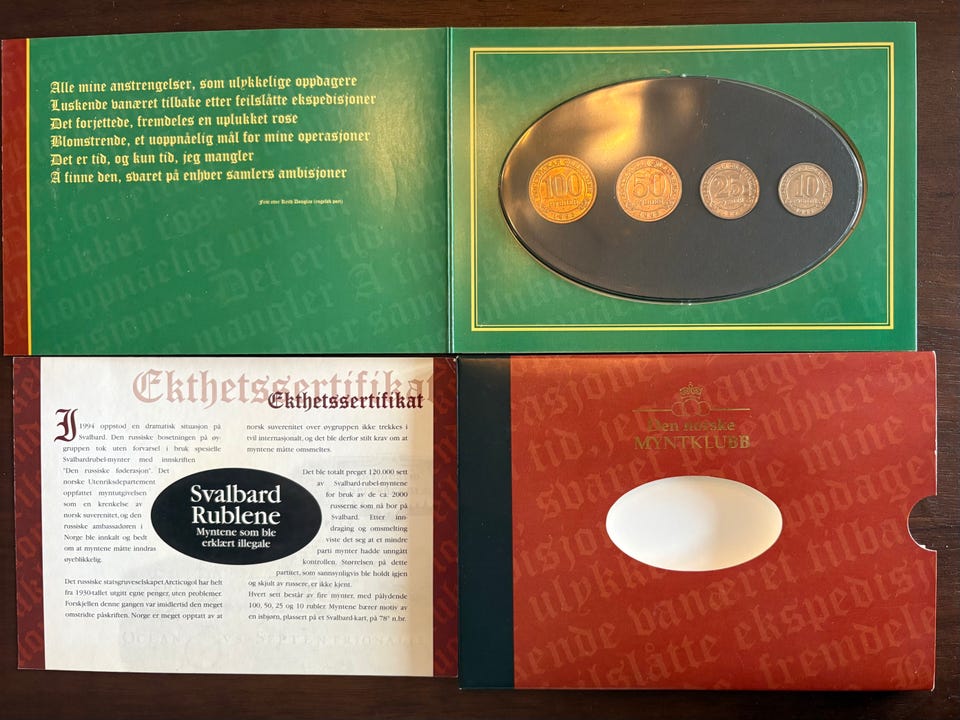 Alle mine anstrengelser, som ulykkelige oppdagere
Luskende vanæret tilbake etter feilslåtte ekspedisjoner
Det forjettede, fremdeles en uplukket rose
Blomstrende, et uoppnåelig mål for mine operasjoner
Det er tid, og kun tid, jeg mangler
Å finne den, svaret på enhver samlers ambisjoner
Fritt etter Keith Douglas (engelsk poet)
100
50
25
10
Ekthetssertifikat
Ekthetssertifikat
I 1994 oppstod en dramatisk situasjon på
Svalbard. Den russiske bosetningen på øy-
gruppen tok uten forvarsel i bruk spesielle
Svalbardrubel-mynter med innskriften
"Den russiske føderasjon". Det
norske Utenriksdepartement
oppfattet myntutgivelsen
som en krenkelse av
norsk suverenitet, og den
russiske ambassadøren i
Norge ble innkalt og bedt
om at myntene måtte inndras
øyeblikkelig.
Det russiske statsgruveselskapet Arcticugol har helt
fra 1930-tallet utgitt egne penger, uten problemer.
Forskjellen denne gangen var imidlertid den meget
omstridte påskriften. Norge er meget opptatt av at
Svalbard
Rublene
Myntene som ble
erklært illegale
norsk suverenitet over øygruppen ikke trekkes i
tvil internasjonalt, og det ble derfor stilt krav om at
myntene måtte omsmeltes.
Det ble totalt preget 120.000 sett
av Svalbard-rubel-myntene
for bruk av de ca. 2000
russerne som nå bor på
Svalbard. Etter inn-
draging og omsmelting
viste det seg at et mindre
parti mynter hadde unngått
kontrollen. Størrelsen på dette
partiet, som sannsynligvis ble holdt igjen
og skjult av russere, er ikke kjent.
Hvert sett består av fire mynter, med pålydende
100, 50, 25 og 10 rubler. Myntene bærer motiv av
en isbjørn, plassert på et Svalbard-kart, på 78° n.br.
Den norske
MYNTKLUBB